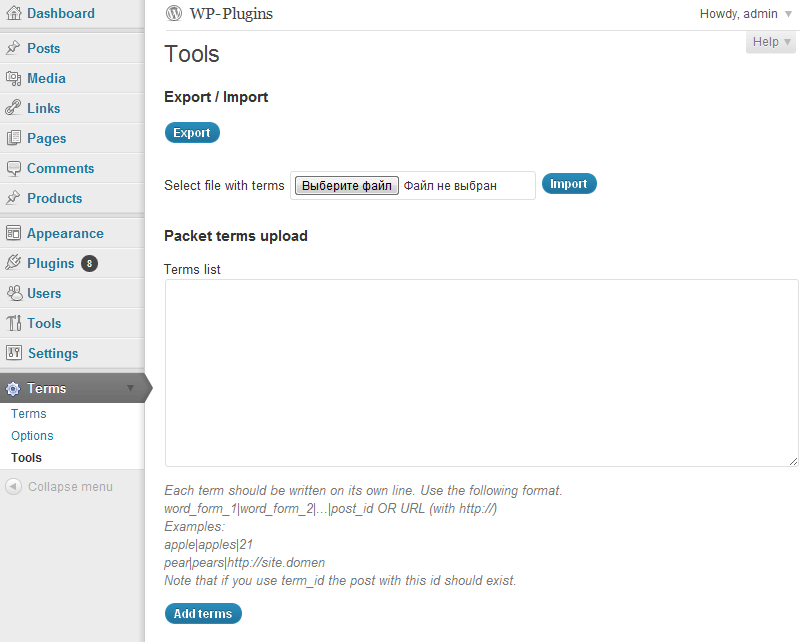 Dashboard
Posts
Media
Links
Pages
Comments
Products
Appearance
Plugins 8
Users
Tools
Settings
Terms
Terms
Options
Tools
Collapse menu
WP-Plugins
Howdy, admin
Help
Tools
Export / Import
Export
Select file with terms Выберите файл Файл не выбран Import
Packet terms upload
Terms list
Each term should be written on its own line. Use the following format.
word_form_1|word_form_2|...|post_id OR URL (with http://)
Examples:
apple|apples|21
pear|pears|http://site.domen
Note that if you use term_id the post with this id should exist.
Add terms